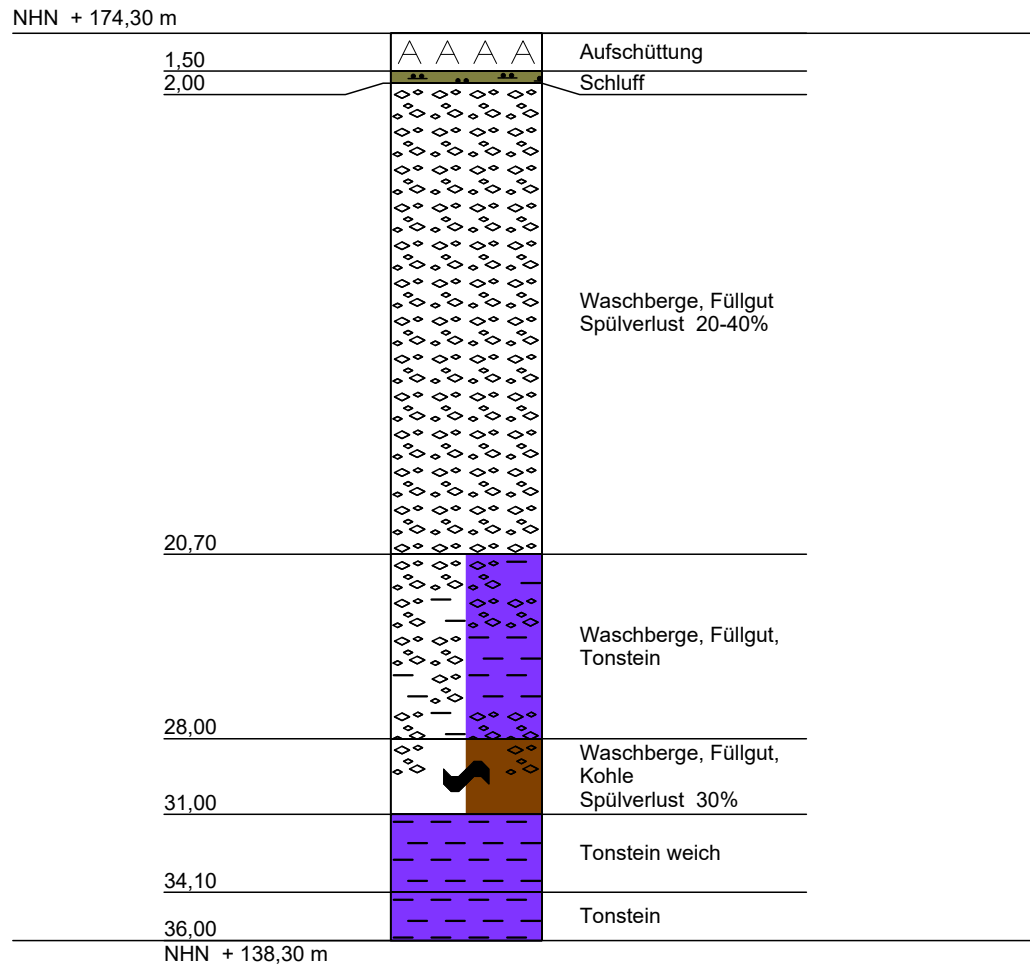 NHN + 174,30 m
A A A A
Aufschüttung
1,50
2,00
Schluff
Waschberge, Füllgut
Spülverlust 20-40%
20,70
Waschberge, Füllgut,
Tonstein
28,00
Waschberge, Füllgut,
Kohle
Spülverlust 30%
31,00
Tonstein weich
34,10
Tonstein
36,00
NHN + 138,30 m